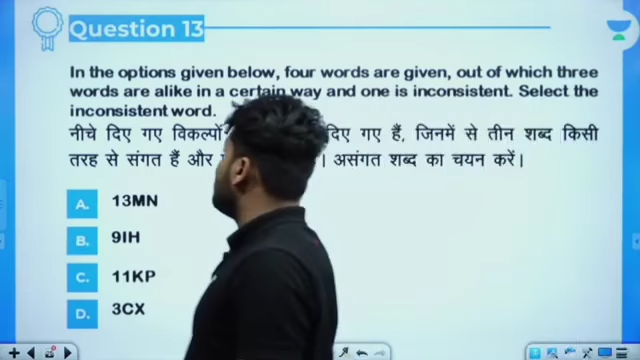 Question 13
In the options given below, four words are given, out of which three
words are alike in a certain way and one is inconsistent. Select the
inconsistent word.
नीचे दिए गए विकल्पों दिए गए हैं, जिनमें से तीन शब्द किसी
तरह से संगत हैं और । असंगत शब्द का चयन करें।
A. 13MN
B. 9IH
C. 11KP
D. 3CX